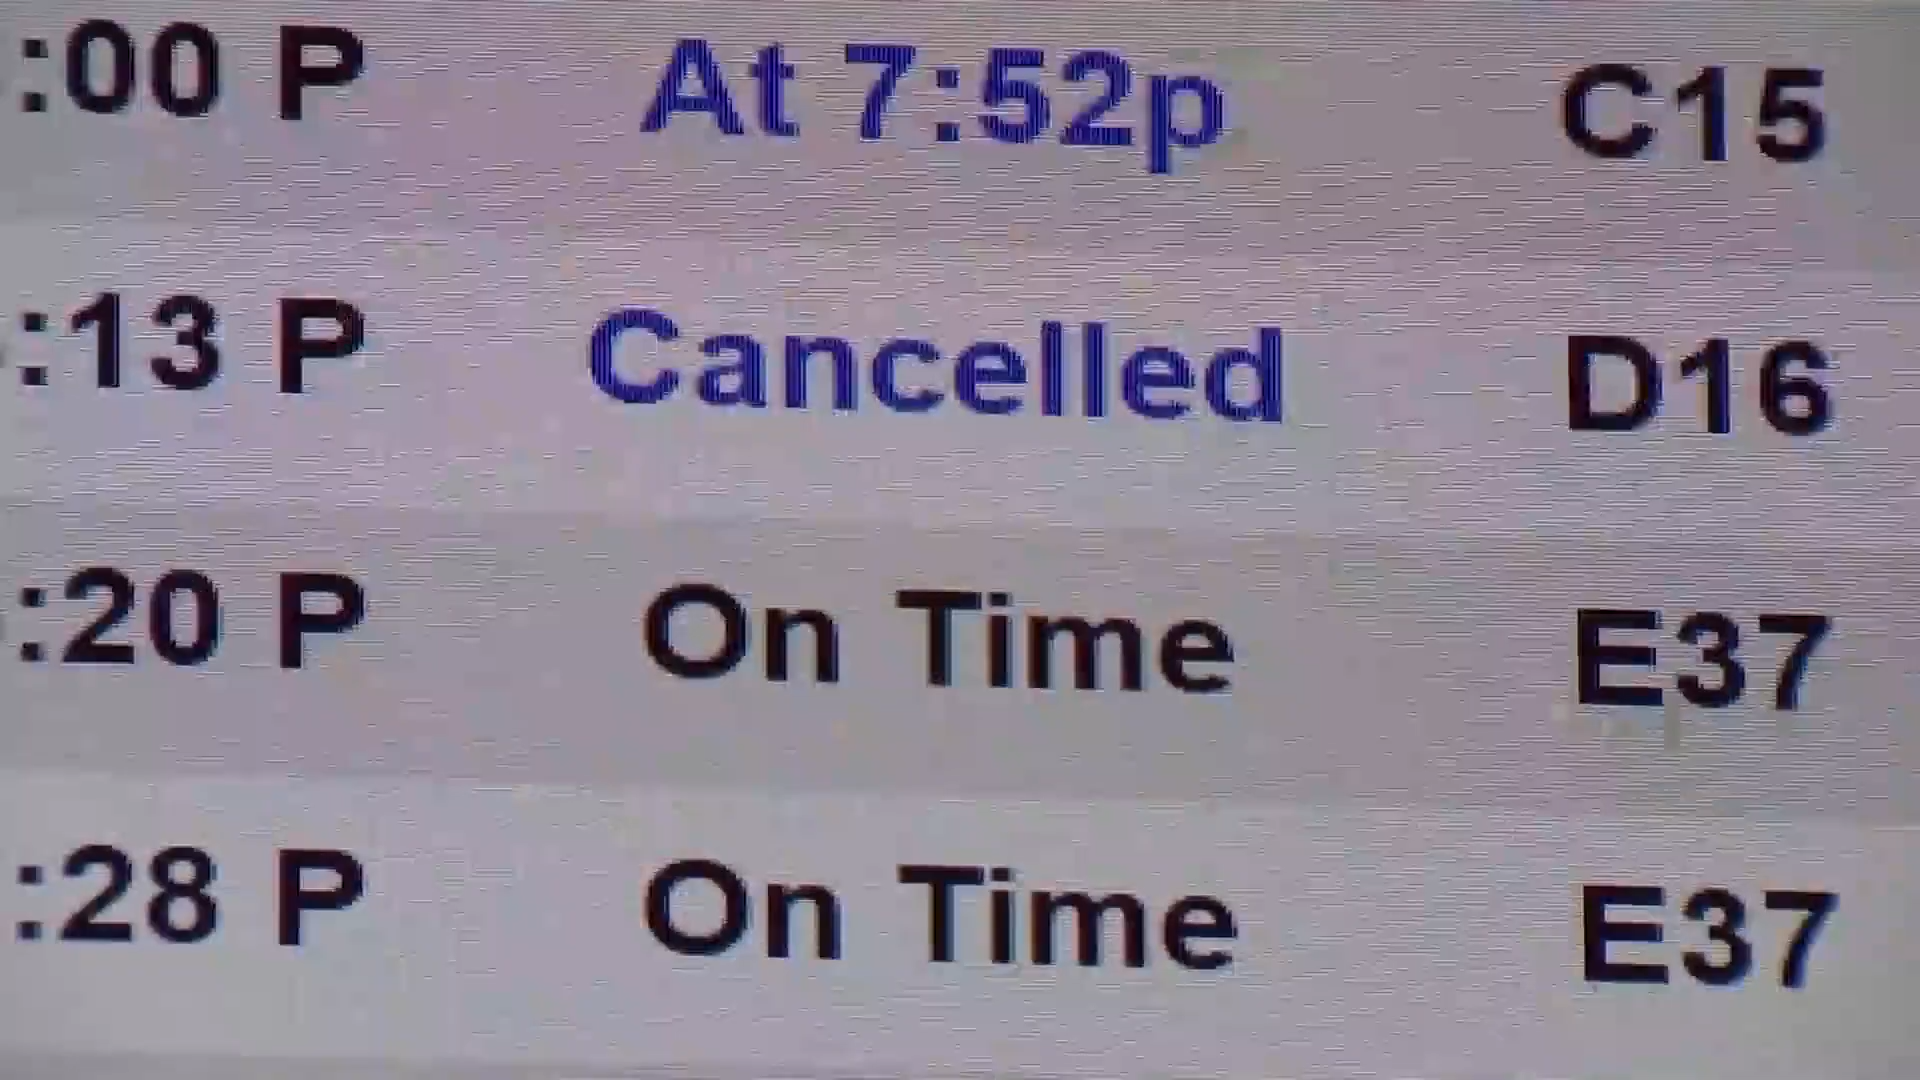 :00 P At 7:52p C15
:13 P Cancelled D16
:20 P On Time E37
:28 P On Time E37